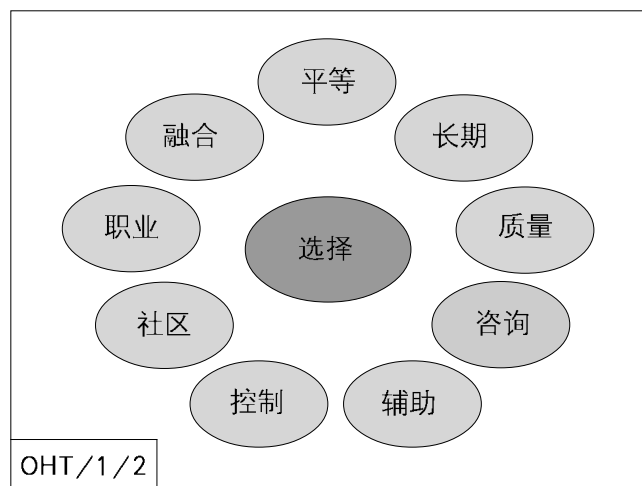 平等
融合
长期
职业
质量
选择
社区
咨询
控制
辅助
OHT/1/2